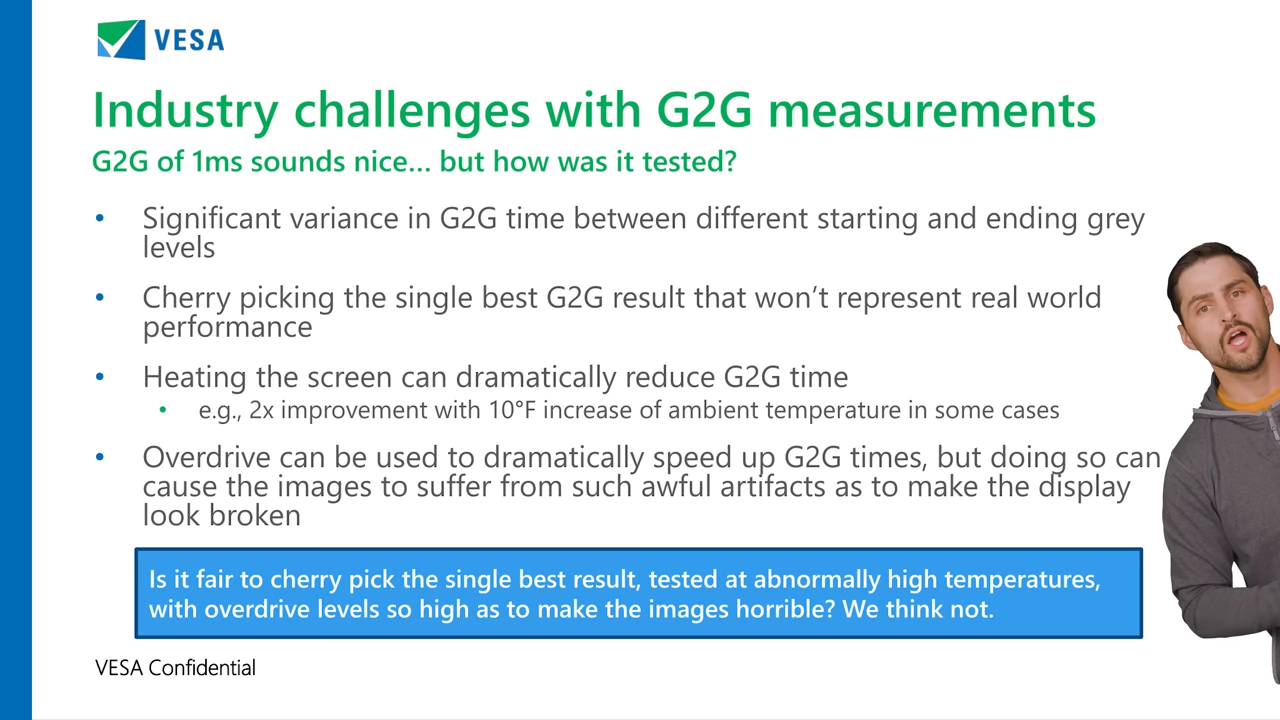 VESA
Industry challenges with G2G measurements
G2G of 1ms sounds nice... but how was it tested?
• Significant variance in G2G time between different starting and ending grey
levels
• Cherry picking the single best G2G result that won’t represent real world
performance
• Heating the screen can dramatically reduce G2G time
• e.g., 2x improvement with 10°F increase of ambient temperature in some cases
• Overdrive can be used to dramatically speed up G2G times, but doing so can
cause the images to suffer from such awful artifacts as to make the display
look broken
Is it fair to cherry pick the single best result, tested at abnormally high temperatures,
with overdrive levels so high as to make the images horrible? We think not.
VESA Confidential